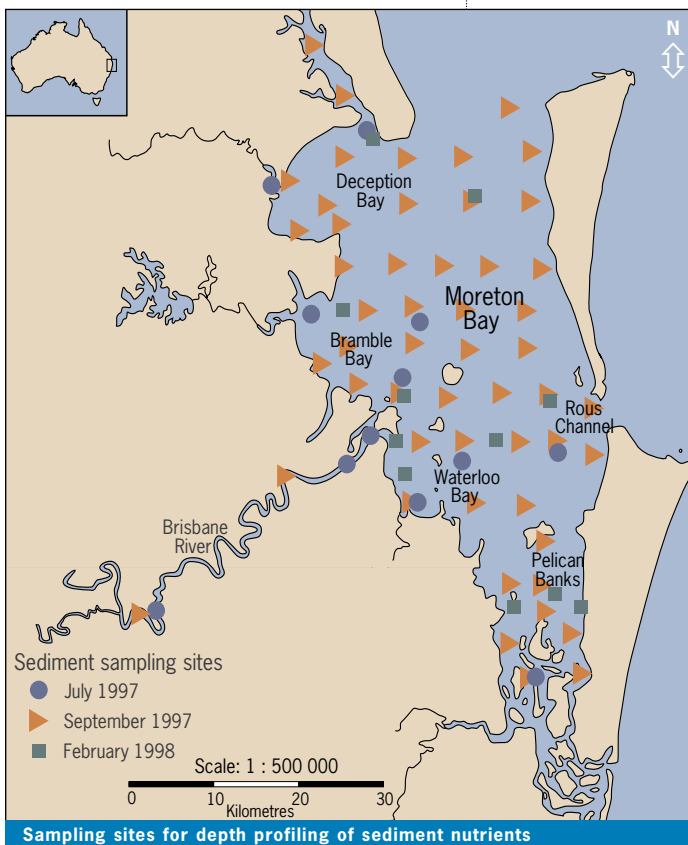 N
Deception
Bay
Moreton
Bay
Bramble
Bay
Rous
Channel
Waterloo
Bay
Brisbane
River
Pelican
Banks
Sediment sampling sites
July 1997
September 1997
February 1998
Scale: 1 : 500 000
0 10 20 30
Kilometres
Sampling sites for depth profiling of sediment nutrients